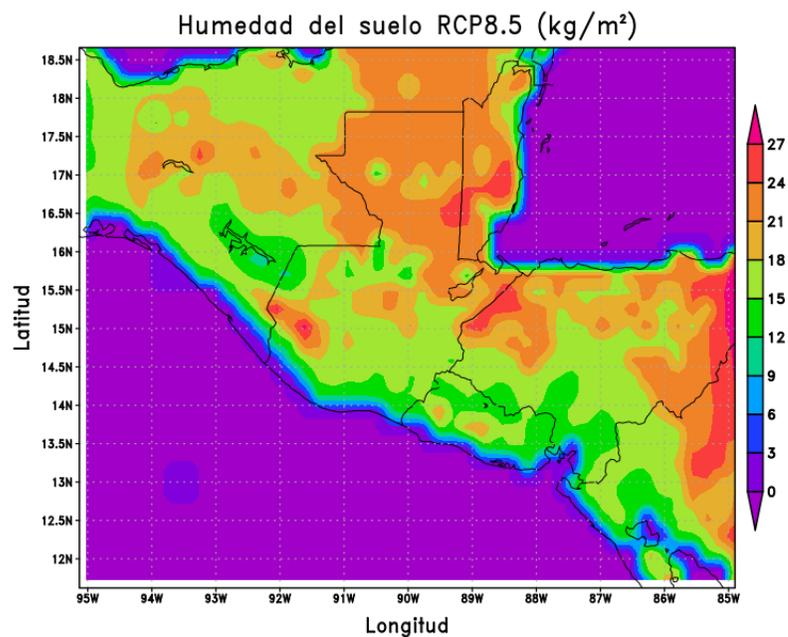 Humedad del suelo RCP8.5 (kg/m²)
18.5N
18N
17.5N
17N
16.5N
16N
15.5N
15N
14.5N
14N
13.5N
13N
12.5N
12N
Latitud
95W 94W 93W 92W 91W 90W 89W 88W 87W 86W 85W
Longitud
27
24
21
18
15
12
9
6
3
0